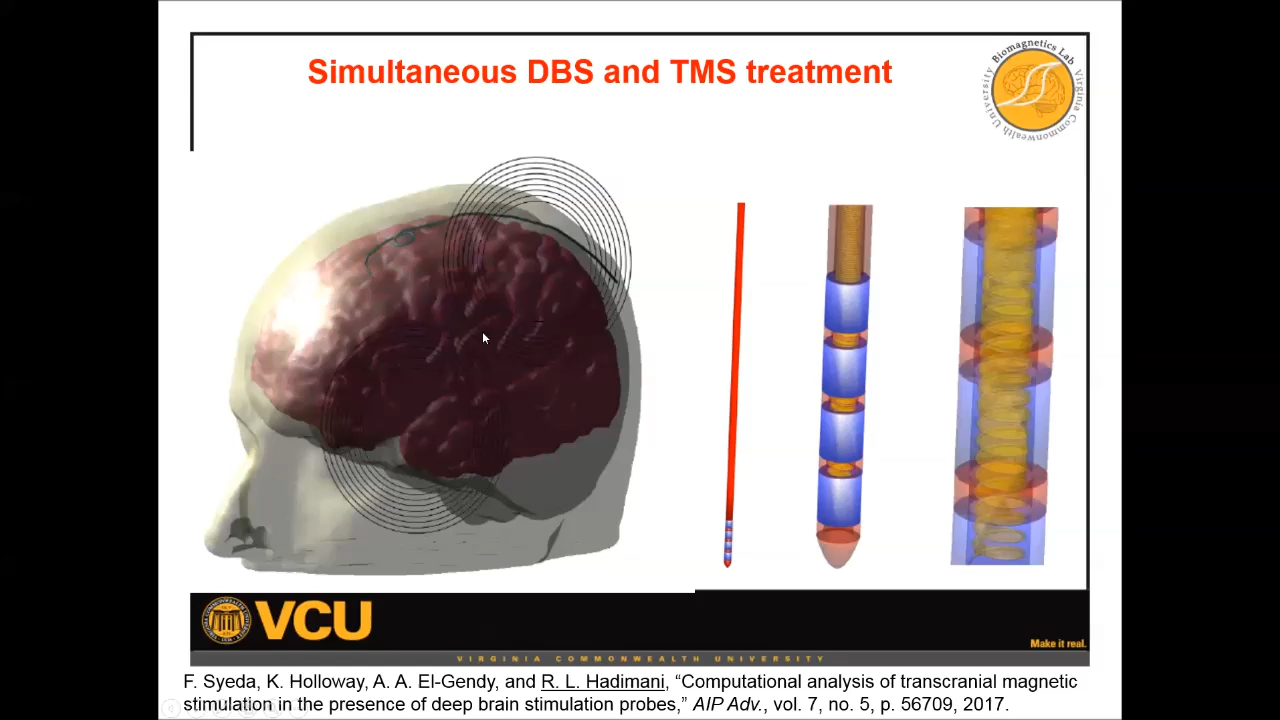 Simultaneous DBS and TMS treatment
Biomagnetics Lab
Virginia Commonwealth University
VCU
Make it real.
VIRGINIA COMMONWEALTH UNIVERSITY
F. Syeda, K. Holloway, A. A. El-Gendy, and R. L. Hadimani, “Computational analysis of transcranial magnetic
stimulation in the presence of deep brain stimulation probes,” AIP Adv., vol. 7, no. 5, p. 56709, 2017.